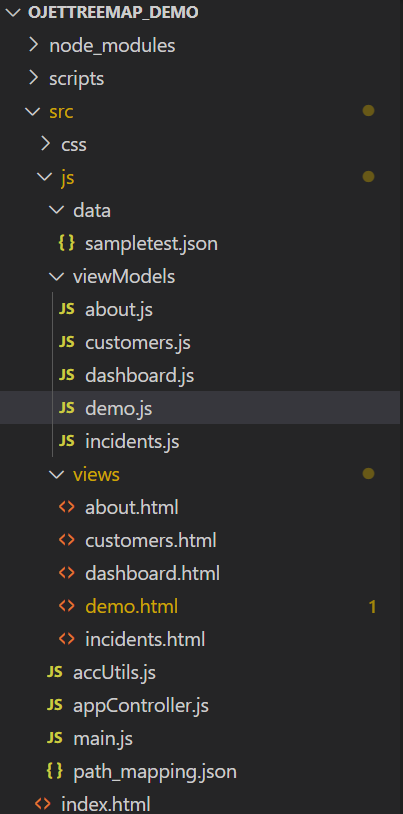 OJETTREEMAP_DEMO
node_modules
scripts
src
css
js
data
{} sampletest.json
viewModels
JS about.js
JS customers.js
JS dashboard.js
JS demo.js
JS incidents.js
views
<> about.html
<> customers.html
<> dashboard.html
<> demo.html 1
<> incidents.html
JS accUtils.js
JS appController.js
JS main.js
{} path_mapping.json
<> index.html